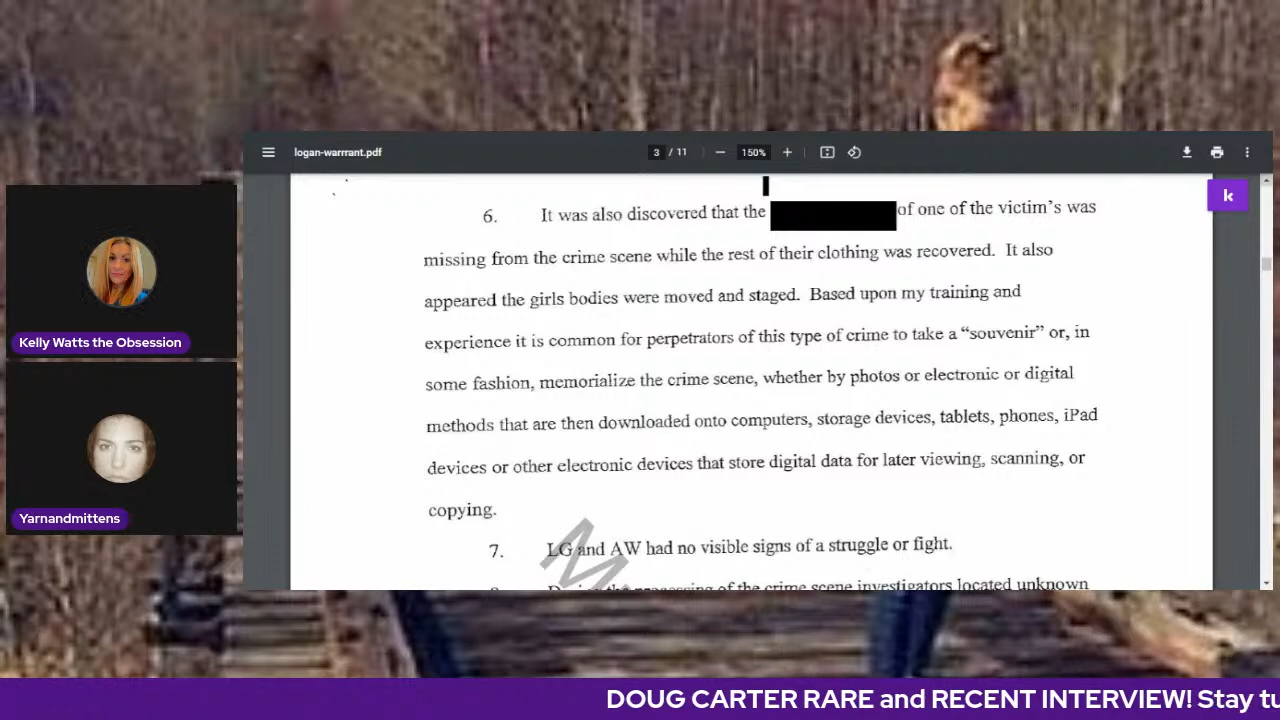 logan-warrrant.pdf
3 / 11
150%
k
6. It was also discovered that the of one of the victim's was
missing from the crime scene while the rest of their clothing was recovered. It also
appeared the girls bodies were moved and staged. Based upon my training and
experience it is common for perpetrators of this type of crime to take a “souvenir” or, in
some fashion, memorialize the crime scene, whether by photos or electronic or digital
methods that are then downloaded onto computers, storage devices, tablets, phones, iPad
devices or other electronic devices that store digital data for later viewing, scanning, or
copying.
7. LG and AW had no visible signs of a struggle or fight.
the processing of the crime scene investigators located unknown
M
Kelly Watts the Obsession
Yarnandmittens
DOUG CARTER RARE and RECENT INTERVIEW! Stay tu